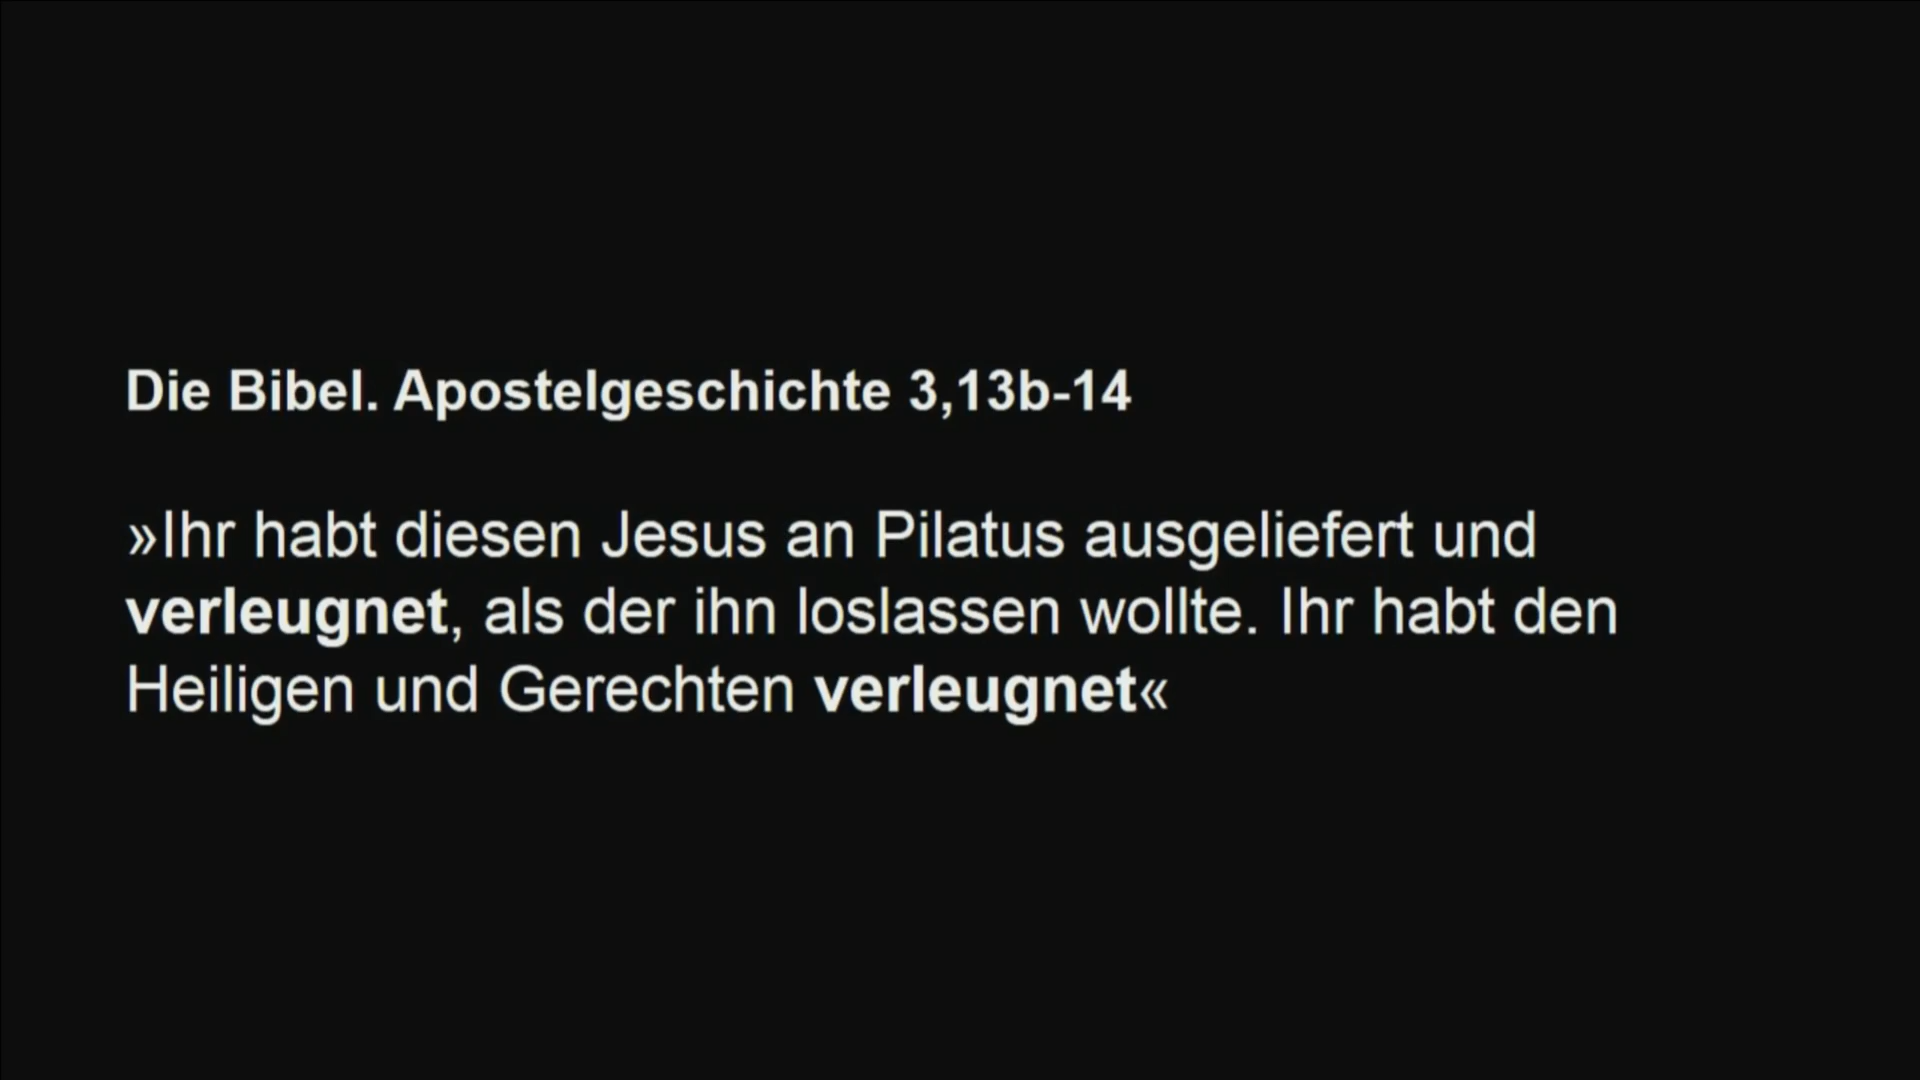 Die Bibel. Apostelgeschichte 3,13b-14
»Ihr habt diesen Jesus an Pilatus ausgeliefert und
verleugnet, als der ihn loslassen wollte. Ihr habt den
Heiligen und Gerechten verleugnet«